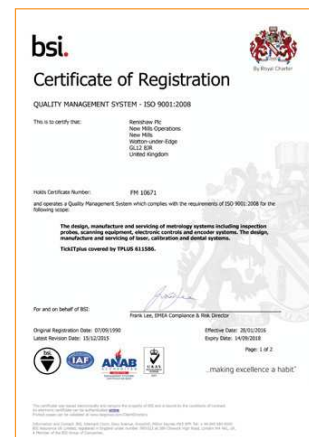 bsi.
By Royal Charter
Certificate of Registration
QUALITY MANAGEMENT SYSTEM - ISO 9001:2008
This is to certify that:
Renishaw Plc
New Mills Operations
New Mills
Wotton-under-Edge
GL12 8JR
United Kingdom
Holds Certificate Number:
FM 10671
and operates a Quality Management System which complies with the requirements of ISO 9001:2008 for the
following scope:
The design, manufacture and servicing of metrology systems including inspection
probes, scanning equipment, electronic controls and encoder systems. The design,
manufacture and servicing of laser, calibration and dental systems.
TickITplus covered by TPLUS 611586.
For and on behalf of BSI:
Frank Lee, EMEA Compliance & Risk Director
Original Registration Date: 07/09/1990
Effective Date: 28/01/2016
Latest Revision Date: 15/12/2015
Expiry Date: 14/09/2018
Page: 1 of 2
IAF
ANAB
UKAS
...making excellence a habit.